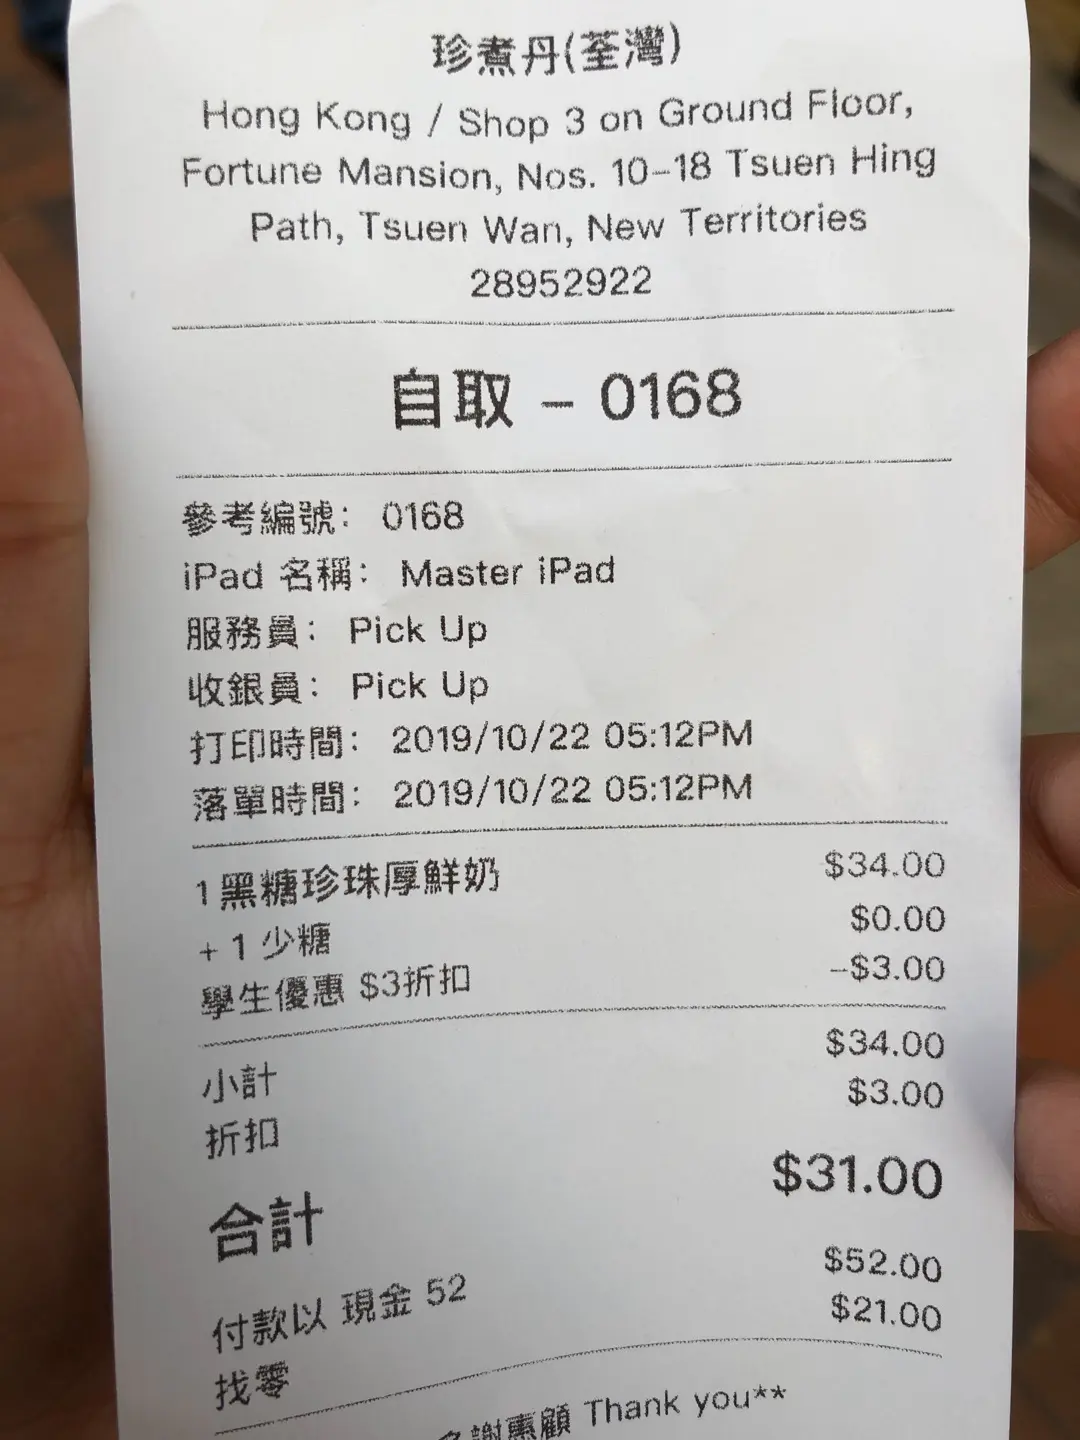 珍煮丹(荃灣)
Hong Kong / Shop 3 on Ground Floor,
Fortune Mansion, Nos. 10-18 Tsuen Hing
Path, Tsuen Wan, New Territories
28952922
自取 - 0168
參考編號: 0168
iPad 名稱: Master iPad
服務員: Pick Up
收銀員: Pick Up
打印時間: 2019/10/22 05:12PM
落單時間: 2019/10/22 05:12PM
1 黑糖珍珠厚鮮奶 $34.00
+ 1 少糖 $0.00
學生優惠 $3折扣 -$3.00
小計 $34.00
折扣 $3.00
合計 $31.00
付款以 現金 52 $52.00
找零 $21.00
謝惠顧 Thank you**